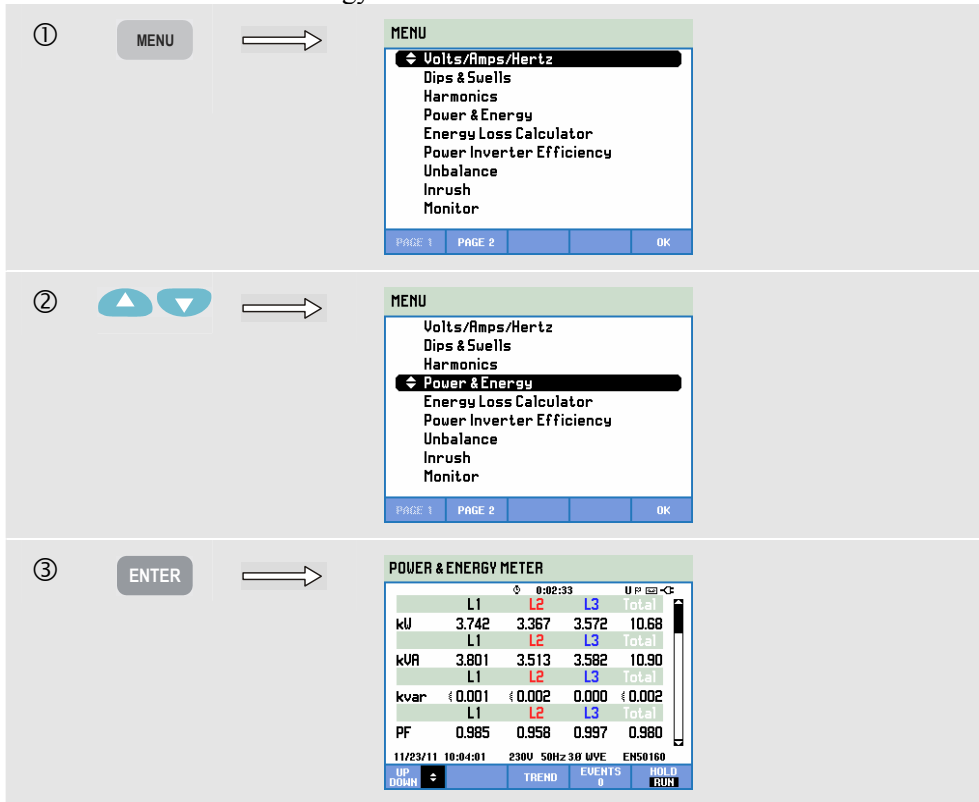 ①
MENU
MENU
Volts/Amps/Hertz
Dips & Swells
Harmonics
Power & Energy
Energy Loss Calculator
Power Inverter Efficiency
Unbalance
Inrush
Monitor
PAGE 1 PAGE 2 OK
②
MENU
Volts/Amps/Hertz
Dips & Swells
Harmonics
Power & Energy
Energy Loss Calculator
Power Inverter Efficiency
Unbalance
Inrush
Monitor
PAGE 1 PAGE 2 OK
③
ENTER
POWER & ENERGY METER
0:02:33 U
L1 L2 L3 Total
kW 3.742 3.367 3.572 10.68
L1 L2 L3 Total
kVA 3.801 3.513 3.582 10.90
L1 L2 L3 Total
kvar 0.001 0.002 0.000 0.002
L1 L2 L3 Total
PF 0.985 0.958 0.997 0.980
11/23/11 10:04:01 230V 50Hz 3Ø WYE EN50160
UP DOWN TREND EVENTS 0 HOLD RUN